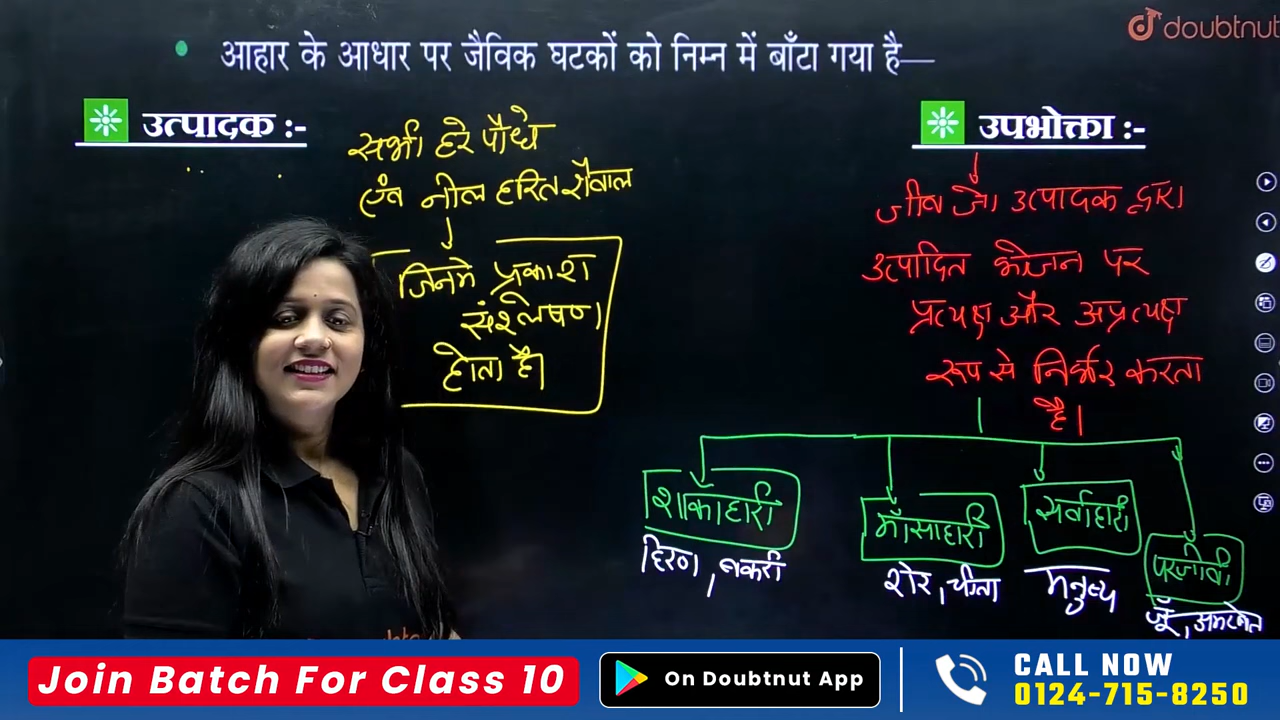 doubtnut
आहार के आधार पर जैविक घटकों को निम्न में बाँटा गया है—
उत्पादक :-
सभी हरे पौधे
एंव नील हरित शैवाल
जिनमे प्रकाश
संश्लेषण
होता है।
उपभोक्ता :-
जीव जो उत्पादक द्वारा
उत्पादित भोजन पर
प्रत्यक्ष और अप्रत्यक्ष
रूप से निर्भर करता
है।
शाकाहारी
हिरण, बकरी
माँसाहारी
शेर, चीता
सर्वाहारी
मनुष्य
परजीवी
जूँ, अमरबेल
Join Batch For Class 10
On Doubtnut App
CALL NOW
0124-715-8250